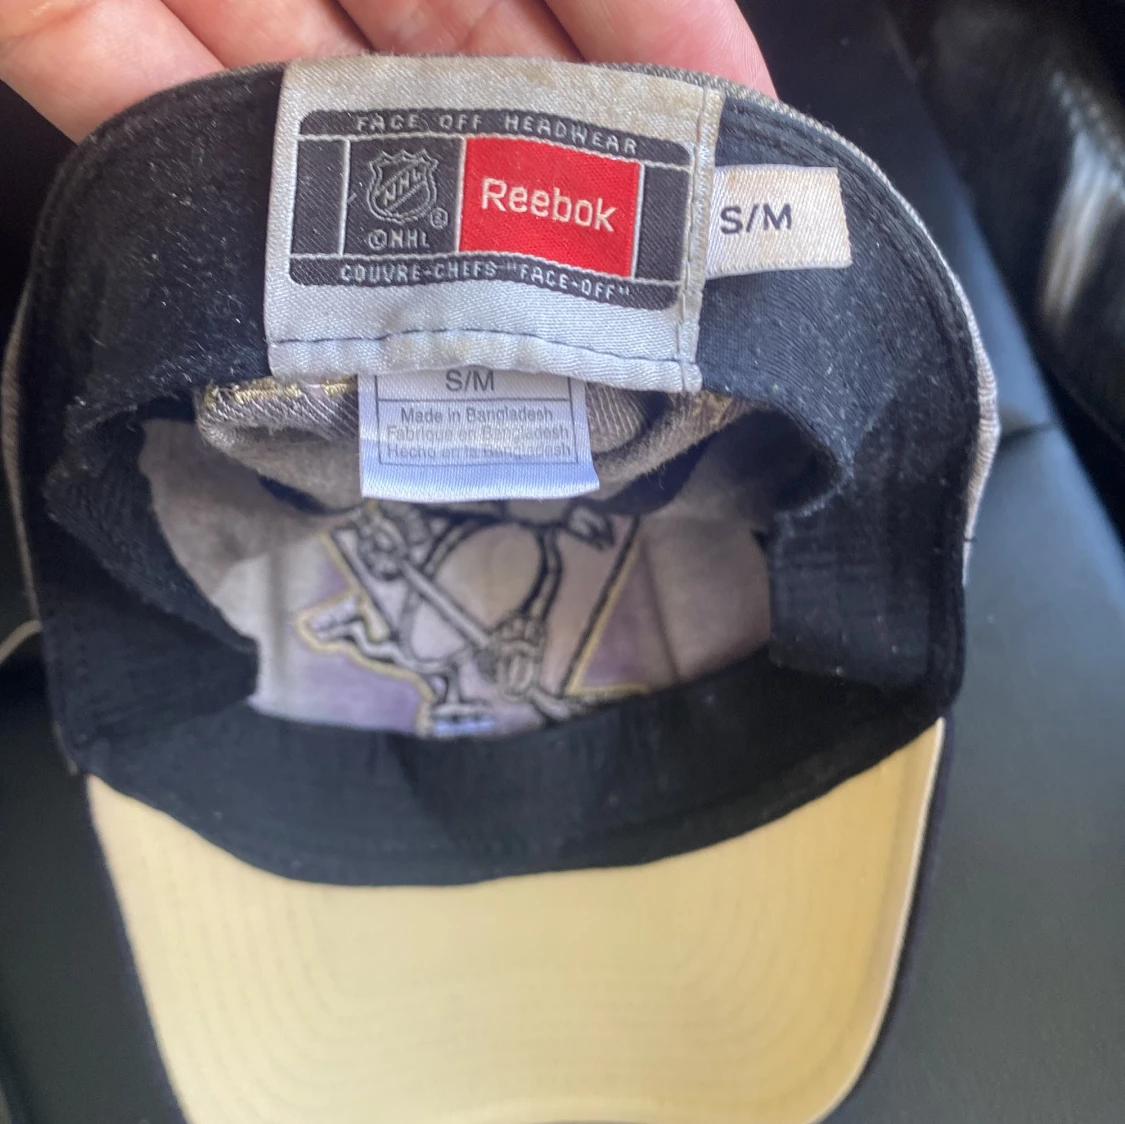 FACE OFF HEADWEAR
NHL
®
©NHL
Reebok
S/M
COUVRE-CHEFS "FACE-OFF"
S/M
Made in Bangladesh
Fabriqué en Bangladesh
Hecho en la Bangladesh